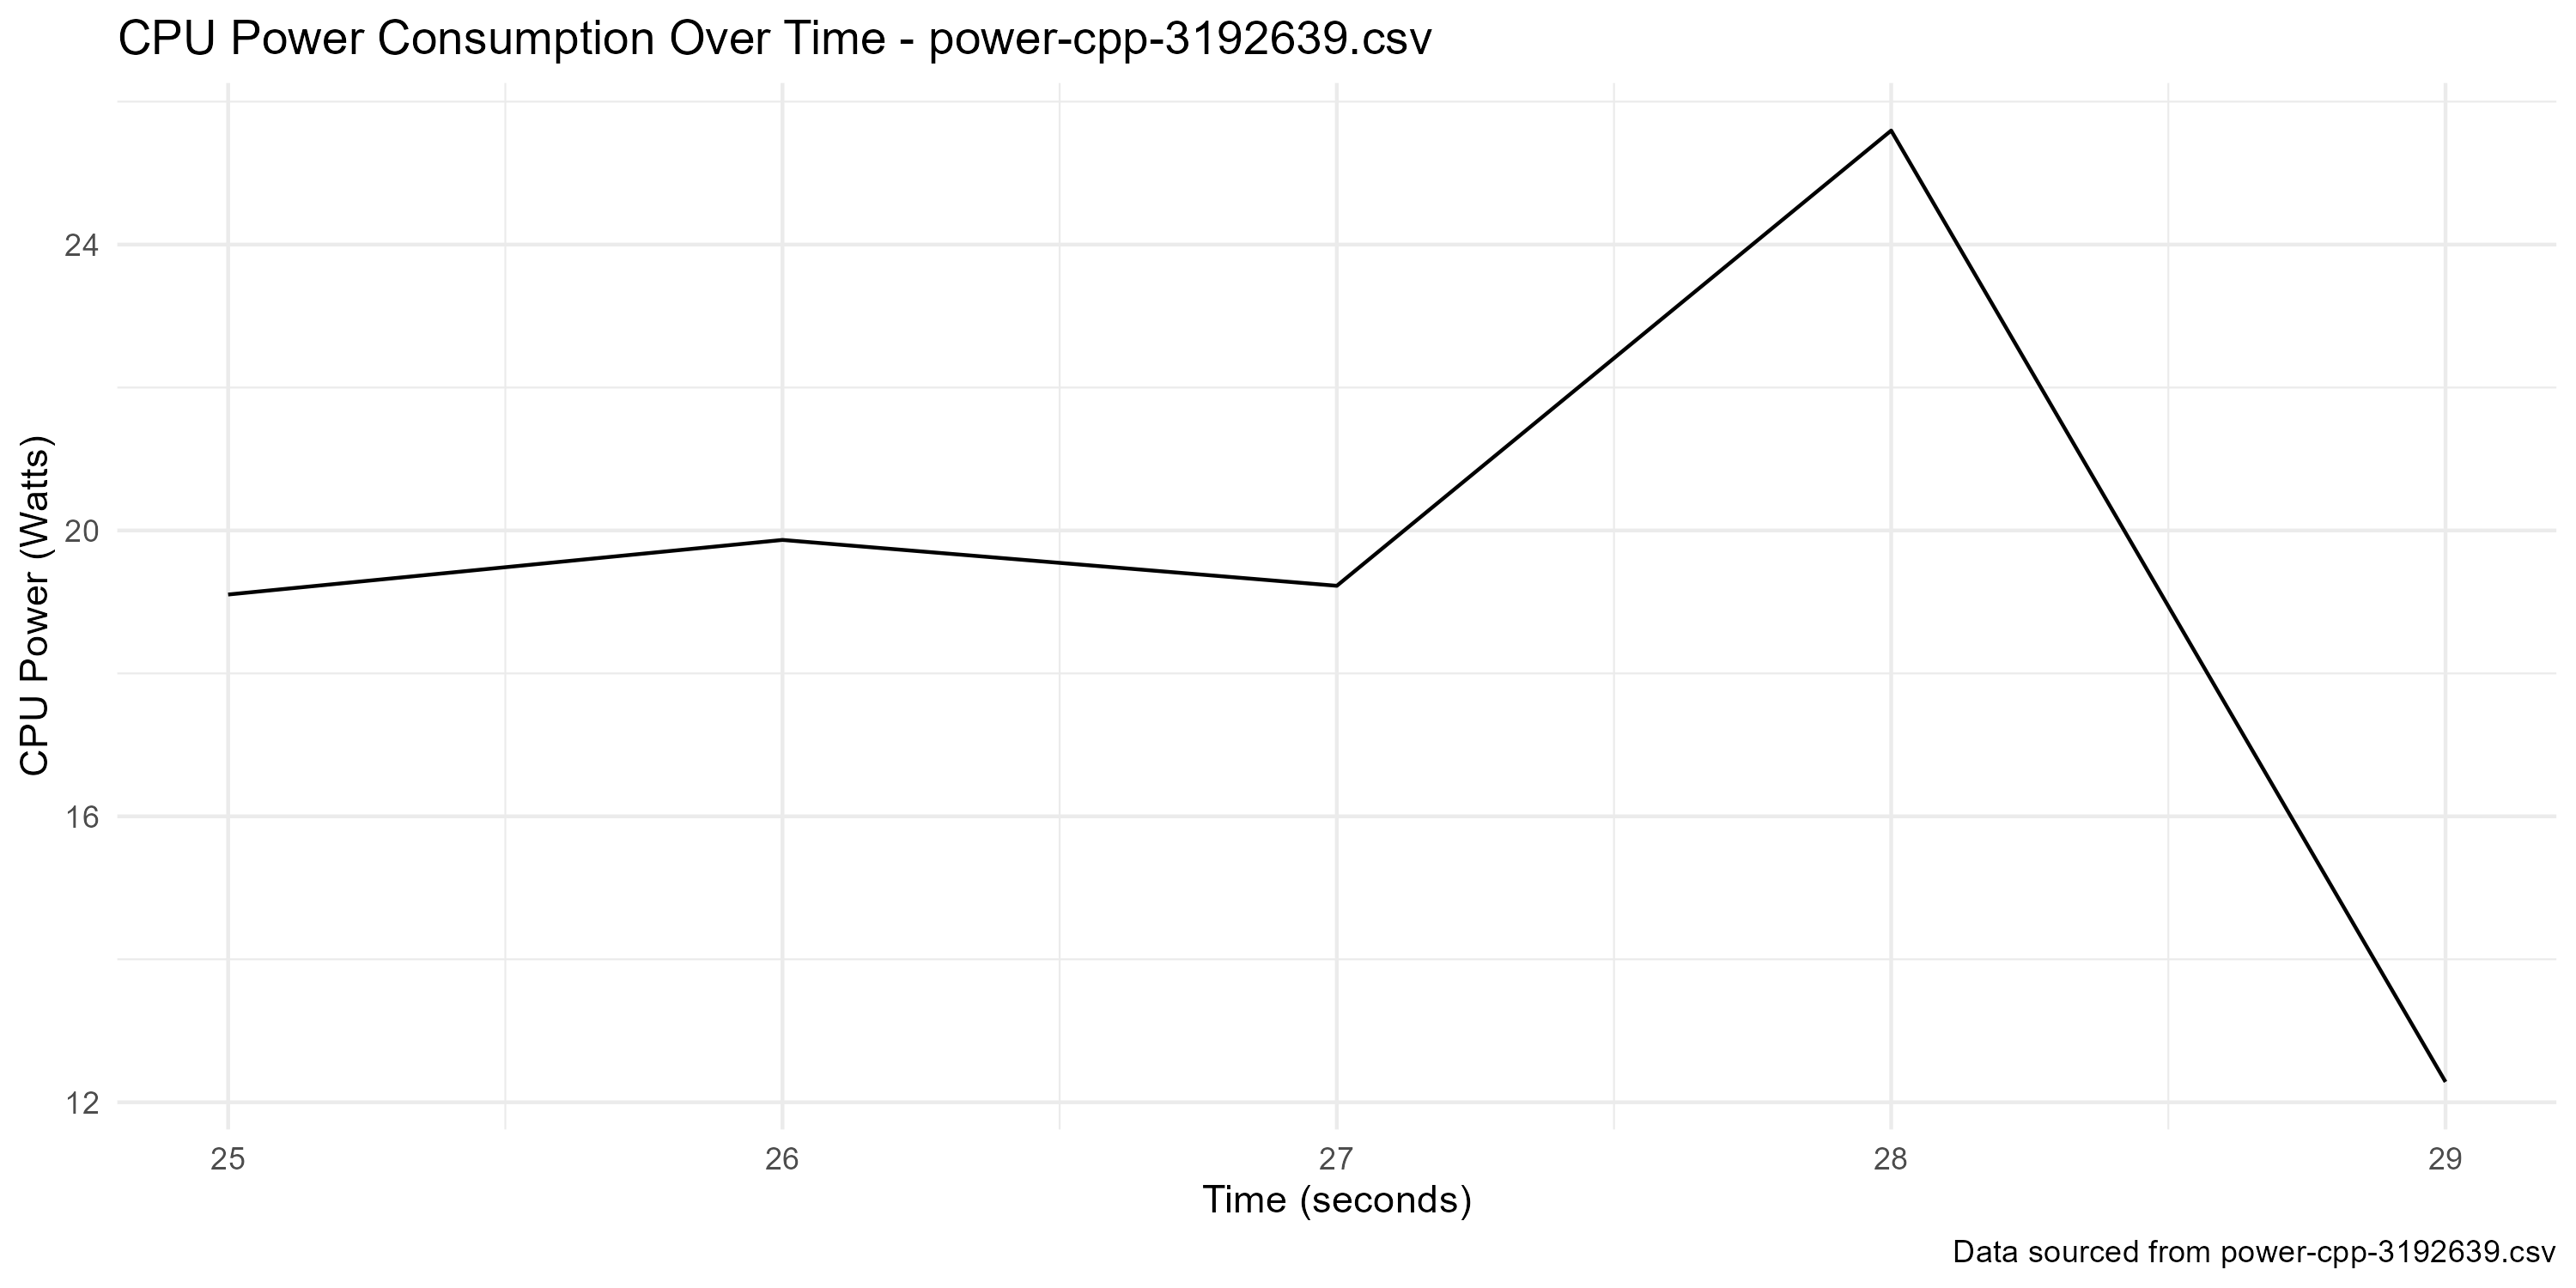 CPU Power Consumption Over Time - power-cpp-3192639.csv
CPU Power (Watts)
24
20
16
12
25 26 27 28 29
Time (seconds)
Data sourced from power-cpp-3192639.csv